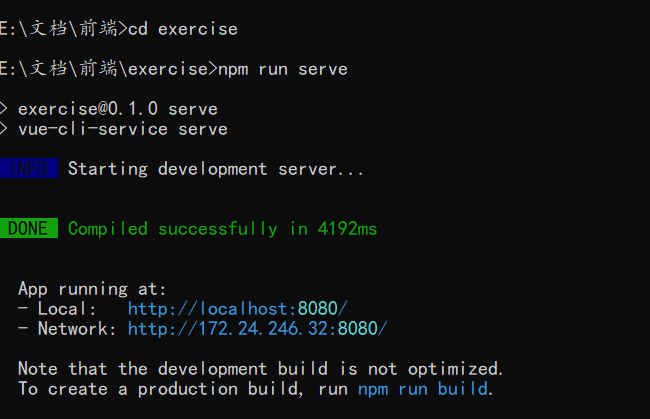 E:\文档\前端>cd exercise
E:\文档\前端\exercise>npm run serve
> exercise@0.1.0 serve
> vue-cli-service serve
INFO Starting development server...
DONE Compiled successfully in 4192ms
App running at:
- Local: http://localhost:8080/
- Network: http://172.24.246.32:8080/
Note that the development build is not optimized.
To create a production build, run npm run build.